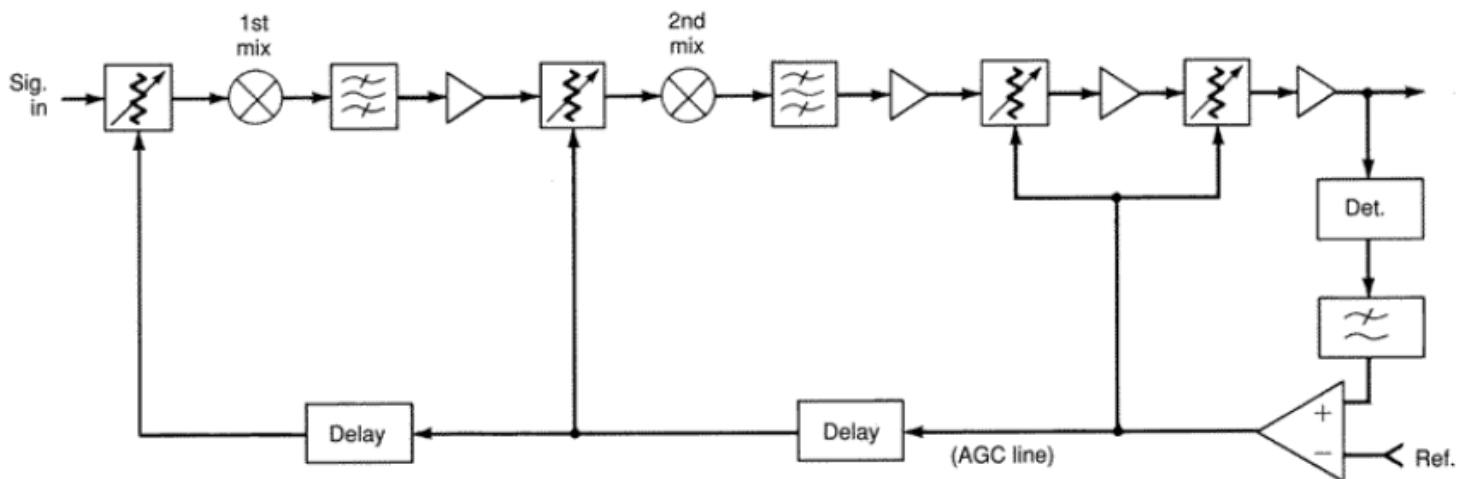 1st
mix
2nd
mix
Sig.
in
Det.
+
−
Ref.
Delay
Delay
(AGC line)